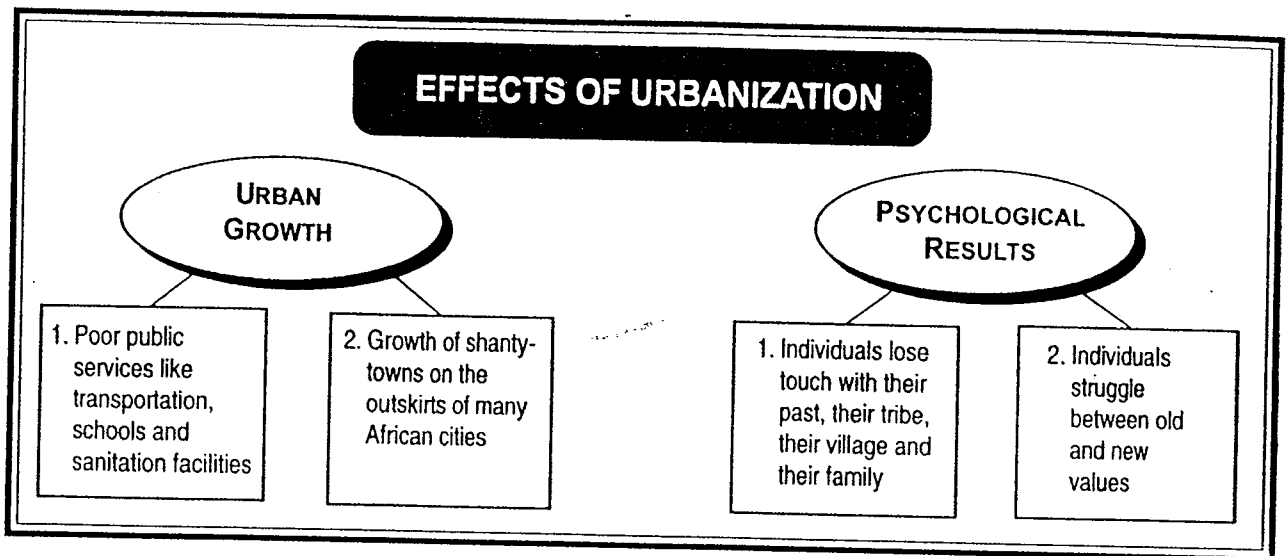 EFFECTS OF URBANIZATION
URBAN
GROWTH
1. Poor public
services like
transportation,
schools and
sanitation facilities
2. Growth of shanty-
towns on the
outskirts of many
African cities
PSYCHOLOGICAL
RESULTS
1. Individuals lose
touch with their
past, their tribe,
their village and
their family
2. Individuals
struggle
between old
and new
values